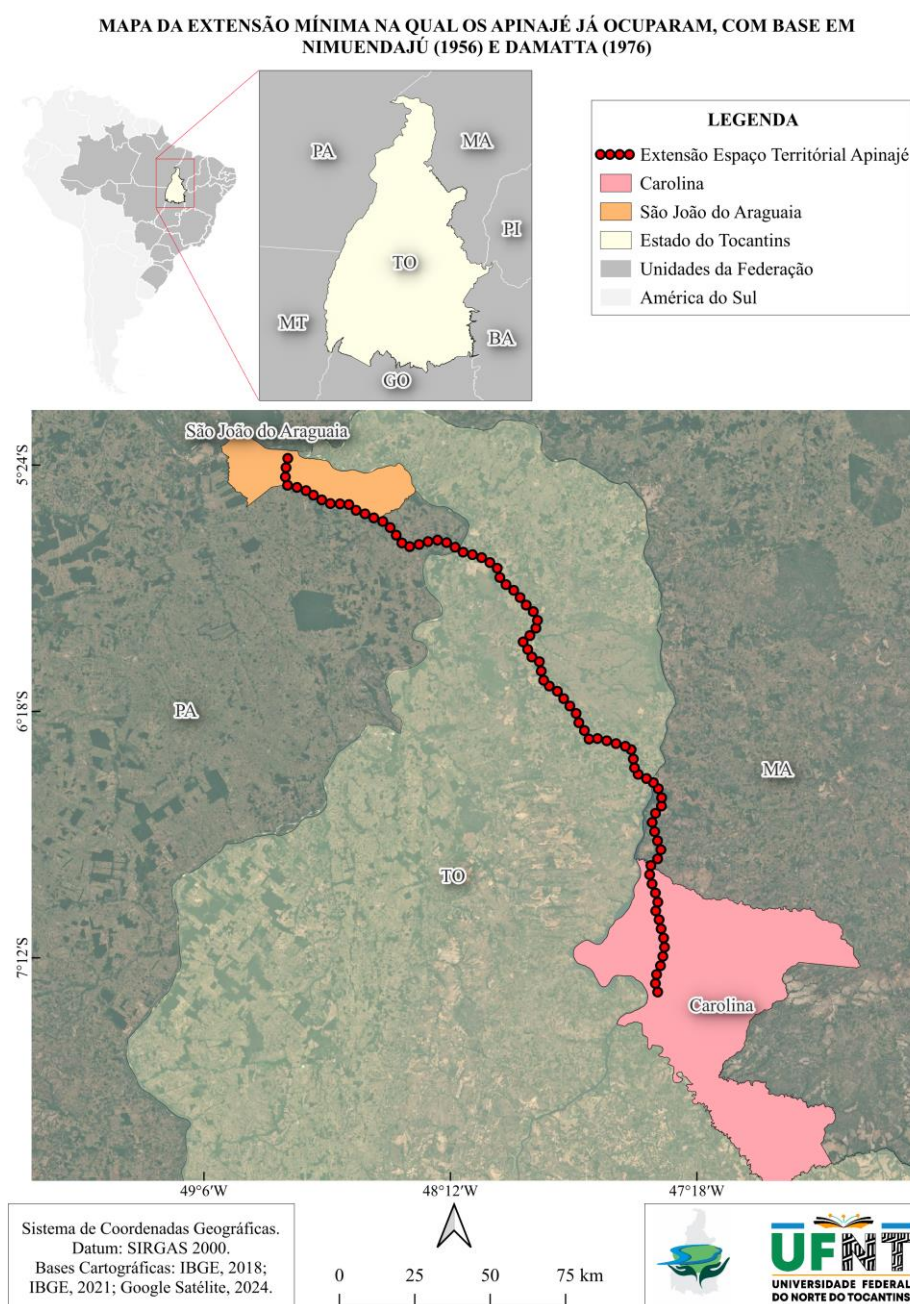 MAPA DA EXTENSÃO MÍNIMA NA QUAL OS APINAJÉ JÁ OCUPARAM, COM BASE EM
NIMUENDAJÚ (1956) E DAMATTA (1976)
PA
MA
PI
TO
MT
BA
GO
LEGENDA
Extensão Espaço Territórial Apinajé
Carolina
São João do Araguaia
Estado do Tocantins
Unidades da Federação
América do Sul
São João do Araguaia
5°24'S
PA
6°18'S
MA
TO
7°12'S
Carolina
49°6'W
48°12'W
47°18'W
Sistema de Coordenadas Geográficas.
Datum: SIRGAS 2000.
Bases Cartográficas: IBGE, 2018;
IBGE, 2021; Google Satélite, 2024.
0 25 50 75 km
UFNT
UNIVERSIDADE FEDERAL
DO NORTE DO TOCANTINS